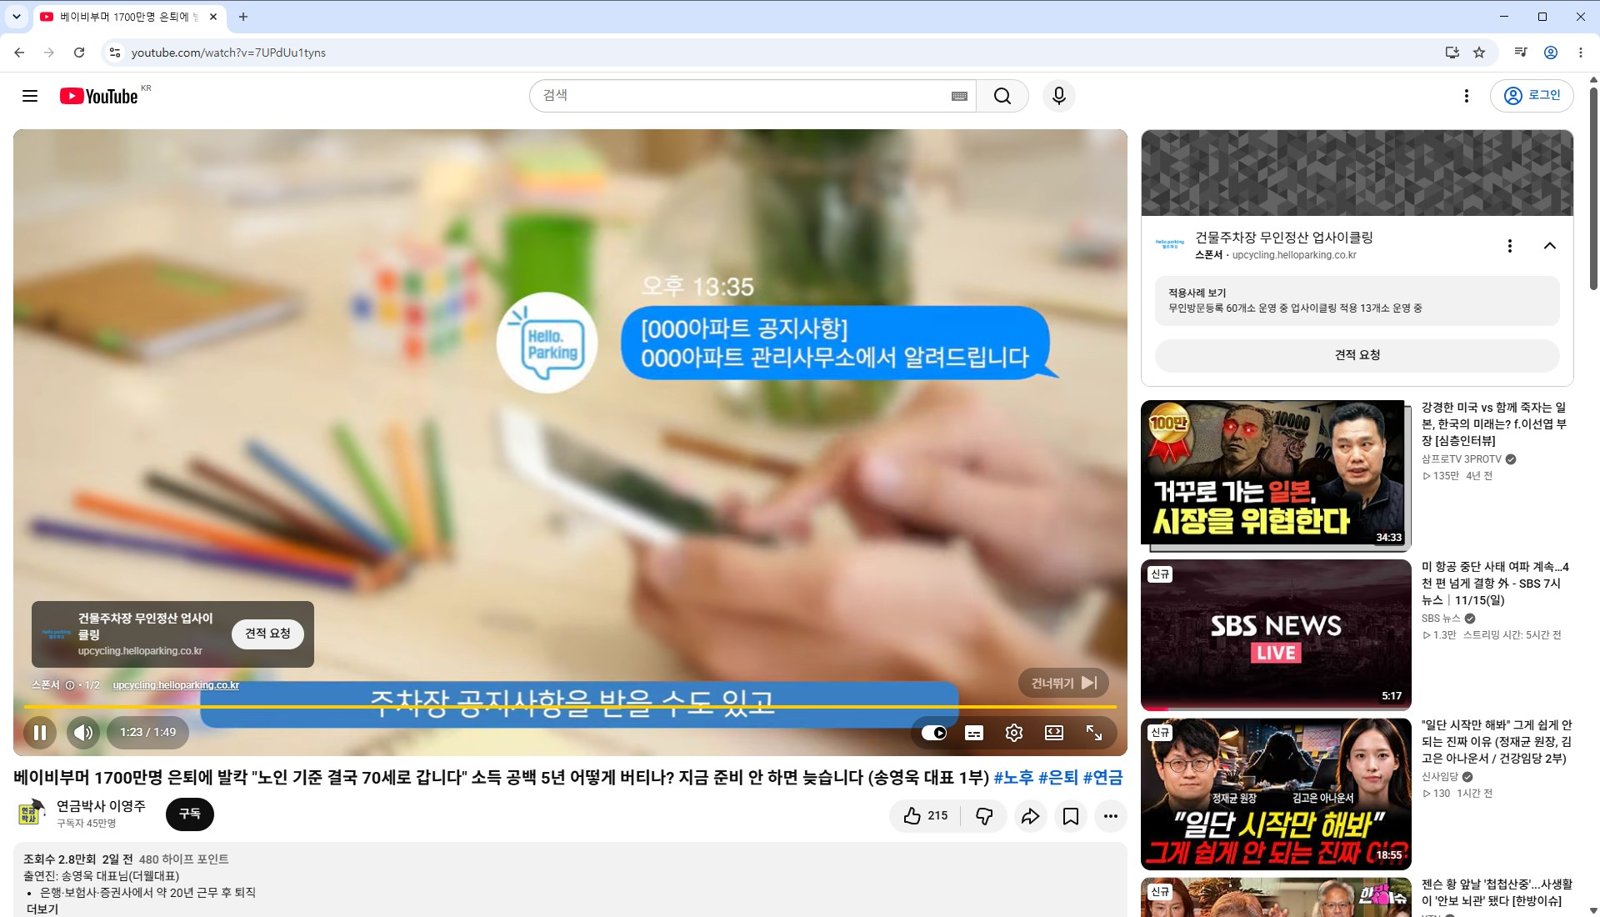 베이비부머 1700만명 은퇴에
youtube.com/watch?v=7UPdUu1tyns
YouTube KR
검색
로그인
오후 13:35
Hello.
Parking
[000아파트 공지사항]
000아파트 관리사무소에서 알려드립니다
건물주차장 무인정산 업사이
클링
upcycling.helloparking.co.kr
견적 요청
스폰서 · 1/2 upcycling.helloparking.co.kr
건너뛰기
주차장 공지사항을 받을 수도 있고
1:23 / 1:49
베이비부머 1700만명 은퇴에 발칵 "노인 기준 결국 70세로 갑니다" 소득 공백 5년 어떻게 버티나? 지금 준비 안 하면 늦습니다 (송영욱 대표 1부) #노후 #은퇴 #연금
연금
박사
연금박사 이영주
구독자 45만명
구독
215
조회수 2.8만회 2일 전 480 하이프 포인트
출연진: 송영욱 대표님(더웰대표)
• 은행·보험사·증권사에서 약 20년 근무 후 퇴직
더보기
건물주차장 무인정산 업사이클링
스폰서 · upcycling.helloparking.co.kr
적용사례 보기
무인방문등록 60개소 운영 중 업사이클링 적용 13개소 운영 중
견적 요청
100만
10000
거꾸로 가는 일본,
시장을 위협한다
34:33
강경한 미국 vs 함께 죽자는 일
본, 한국의 미래는? f.이선엽 부
장 [심층인터뷰]
삼프로TV 3PROTV
135만 4년 전
신규
SBS NEWS
LIVE
5:17
미 항공 중단 사태 여파 계속…4
천 편 넘게 결항 外 - SBS 7시
뉴스｜11/15(일)
SBS 뉴스
1.3만 스트리밍 시간: 5시간 전
신규
정재균 원장
김고은 아나운서
"일단 시작만 해봐"
그게 쉽게 안 되는 진짜 이유
18:55
"일단 시작만 해봐" 그게 쉽게 안
되는 진짜 이유 (정재균 원장, 김
고은 아나운서 / 건강임당 2부)
신사임당
130 1시간 전
신규
한방이슈
젠슨 황 앞날 '첩첩산중'...사생활
이 '안보 뇌관' 됐다 [한방이슈]